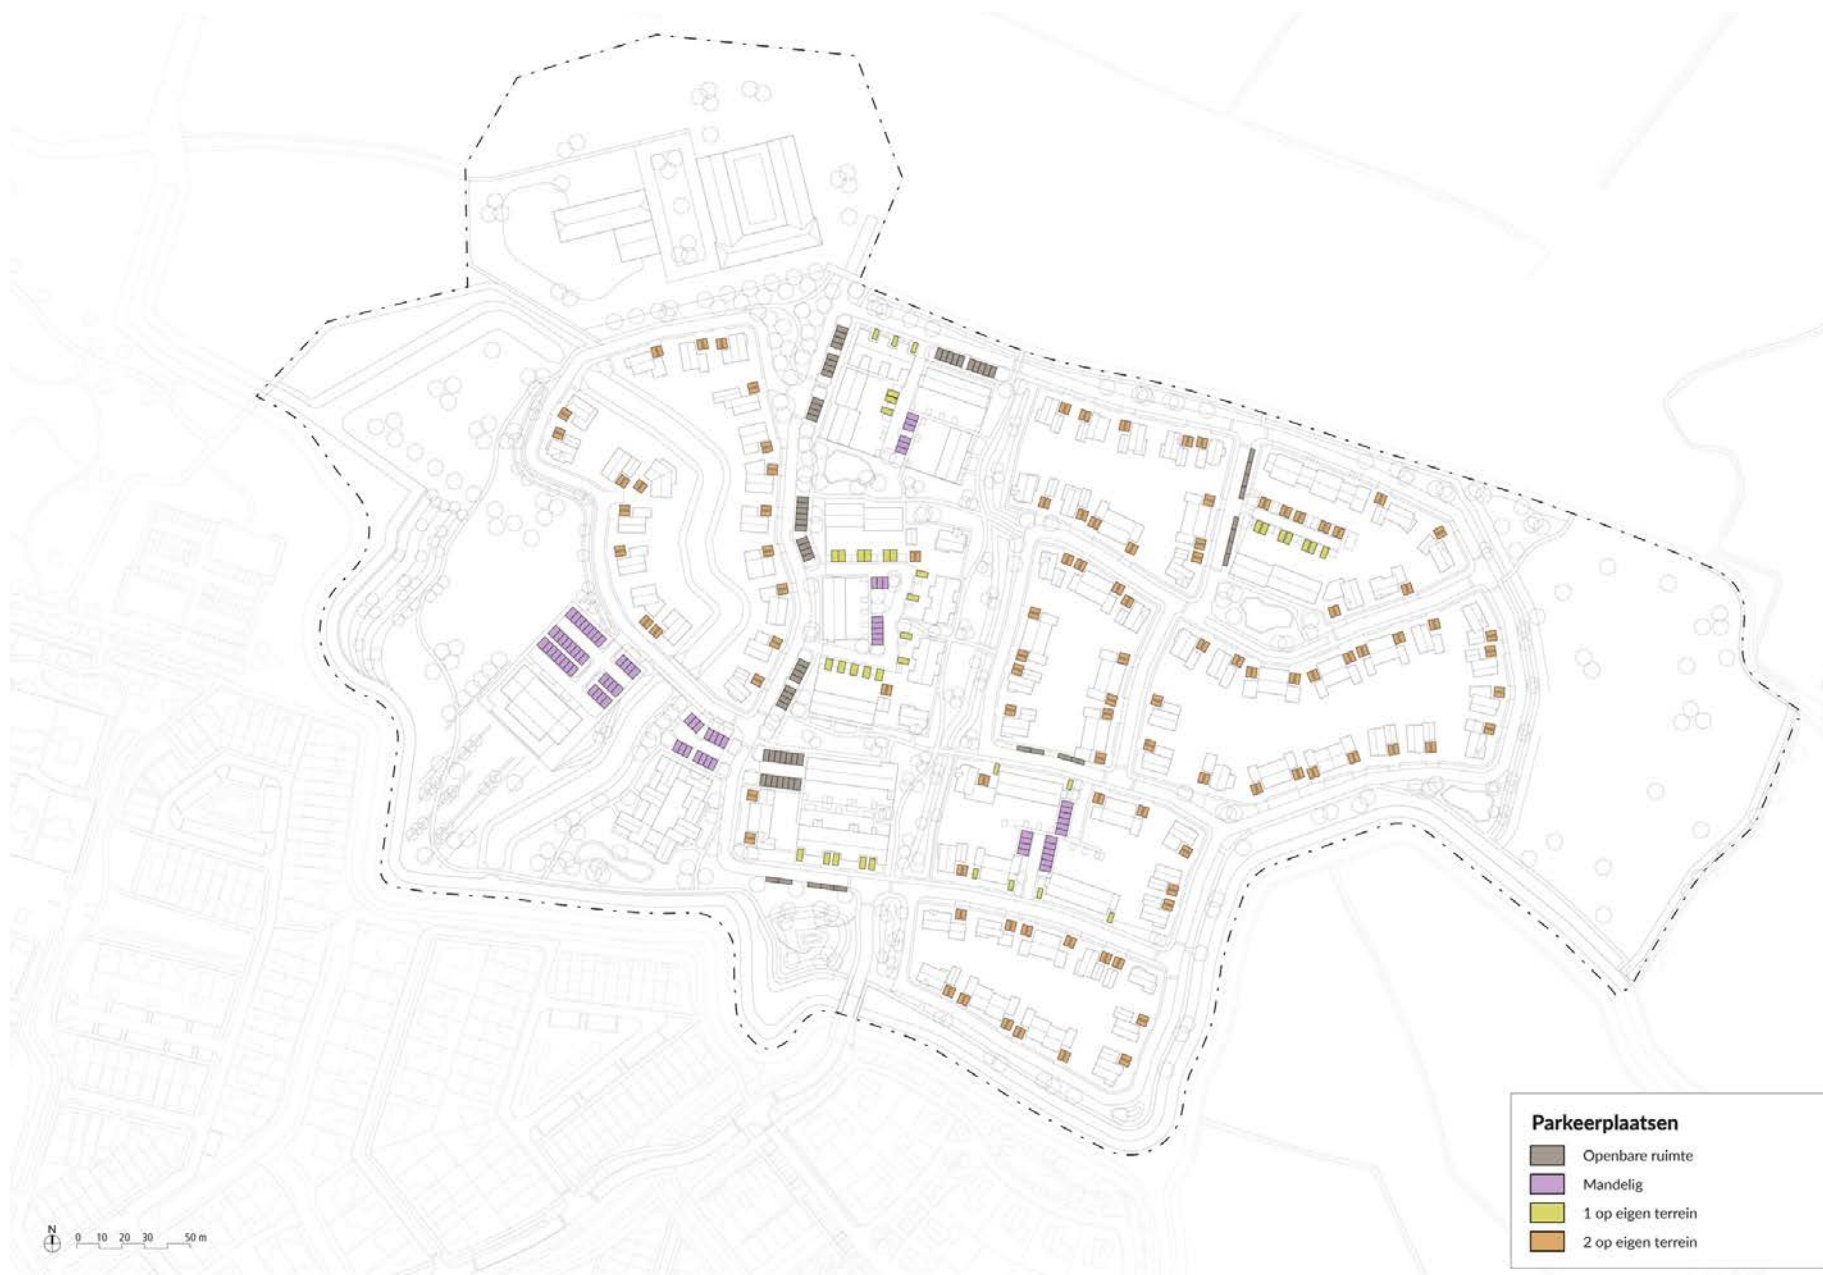 Parkeerplaatsen
Openbare ruimte
Mandelig
1 op eigen terrein
2 op eigen terrein
N
0 10 20 30 50 m